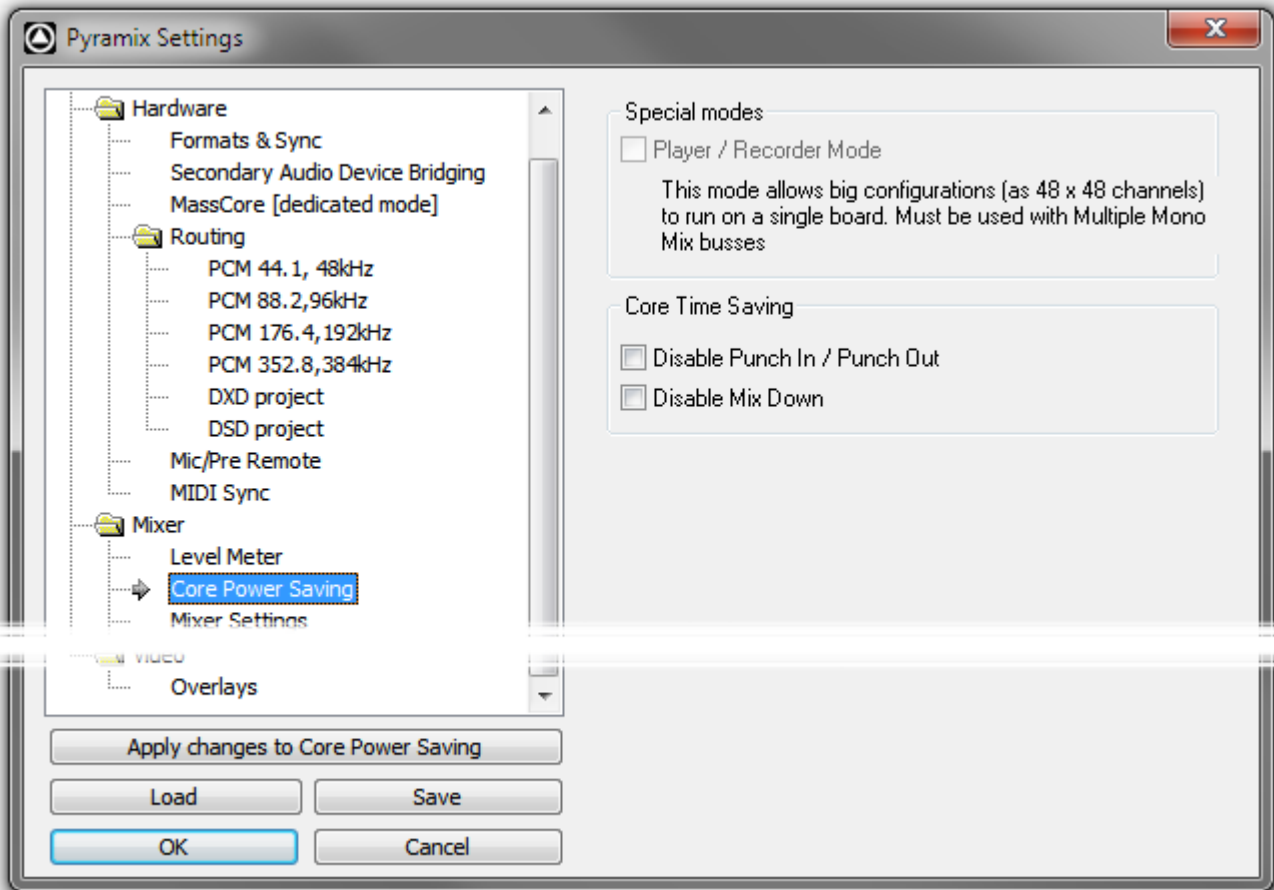 Pyramix Settings
Hardware
Formats & Sync
Secondary Audio Device Bridging
MassCore [dedicated mode]
Routing
PCM 44.1, 48kHz
PCM 88.2,96kHz
PCM 176.4,192kHz
PCM 352.8,384kHz
DXD project
DSD project
Mic/Pre Remote
MIDI Sync
Mixer
Level Meter
Core Power Saving
Mixer Settings
Video
Overlays
Apply changes to Core Power Saving
Load
Save
OK
Cancel
Special modes
Player / Recorder Mode
This mode allows big configurations (as 48 x 48 channels)
to run on a single board. Must be used with Multiple Mono
Mix busses
Core Time Saving
Disable Punch In / Punch Out
Disable Mix Down